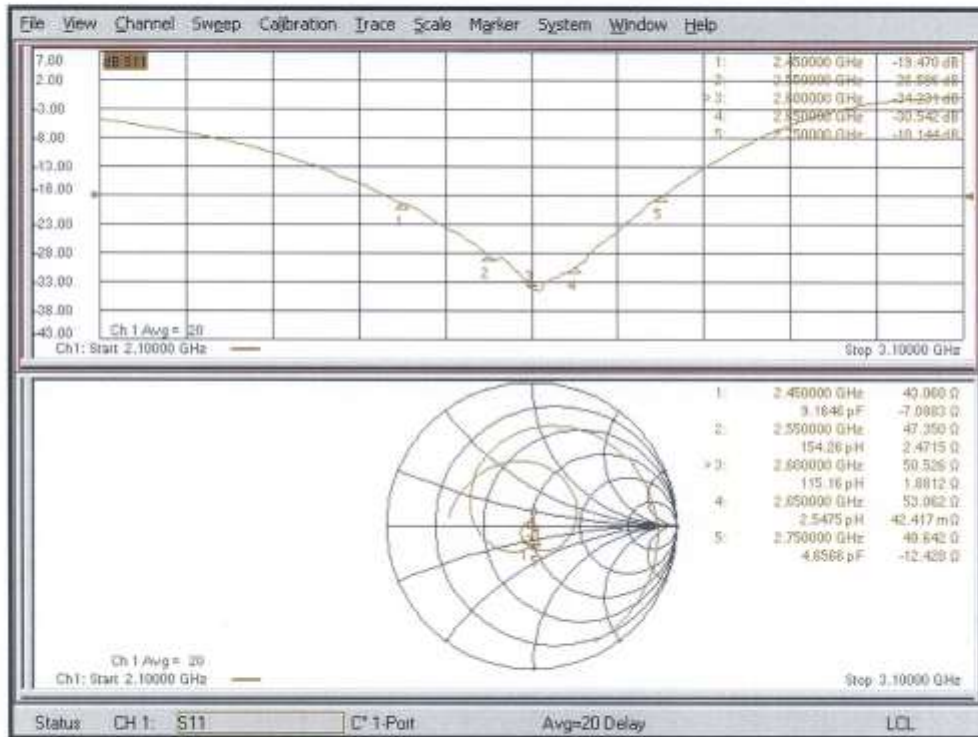 File View Channel Sweep Calibration Trace Scale Marker System Window Help
7.00
dB S11
2.00
-3.00
-8.00
-13.00
-18.00
-23.00
-28.00
-33.00
-38.00
-43.00
1: 2.450000 GHz -19.470 dB
2: 2.550000 GHz
> 3: 2.600000 GHz -34.231 dB
4: 2.650000 GHz -30.542 dB
5: 2.750000 GHz -18.144 dB
1
2
3
4
5
Ch 1 Avg = 20
Ch1: Start 2.10000 GHz
Stop 3.10000 GHz
1: 2.450000 GHz 43.060 Ω
9.1646 pF -7.0883 Ω
2: 2.550000 GHz 47.350 Ω
154.26 pH 2.4715 Ω
> 3: 2.600000 GHz 50.526 Ω
115.16 pH 1.8812 Ω
4: 2.650000 GHz 53.062 Ω
2.5475 pH 42.417 mΩ
5: 2.750000 GHz 49.642 Ω
4.6568 pF -12.428 Ω
Ch 1 Avg = 20
Ch1: Start 2.10000 GHz
Stop 3.10000 GHz
Status CH 1: S11 C* 1-Port Avg=20 Delay LCL